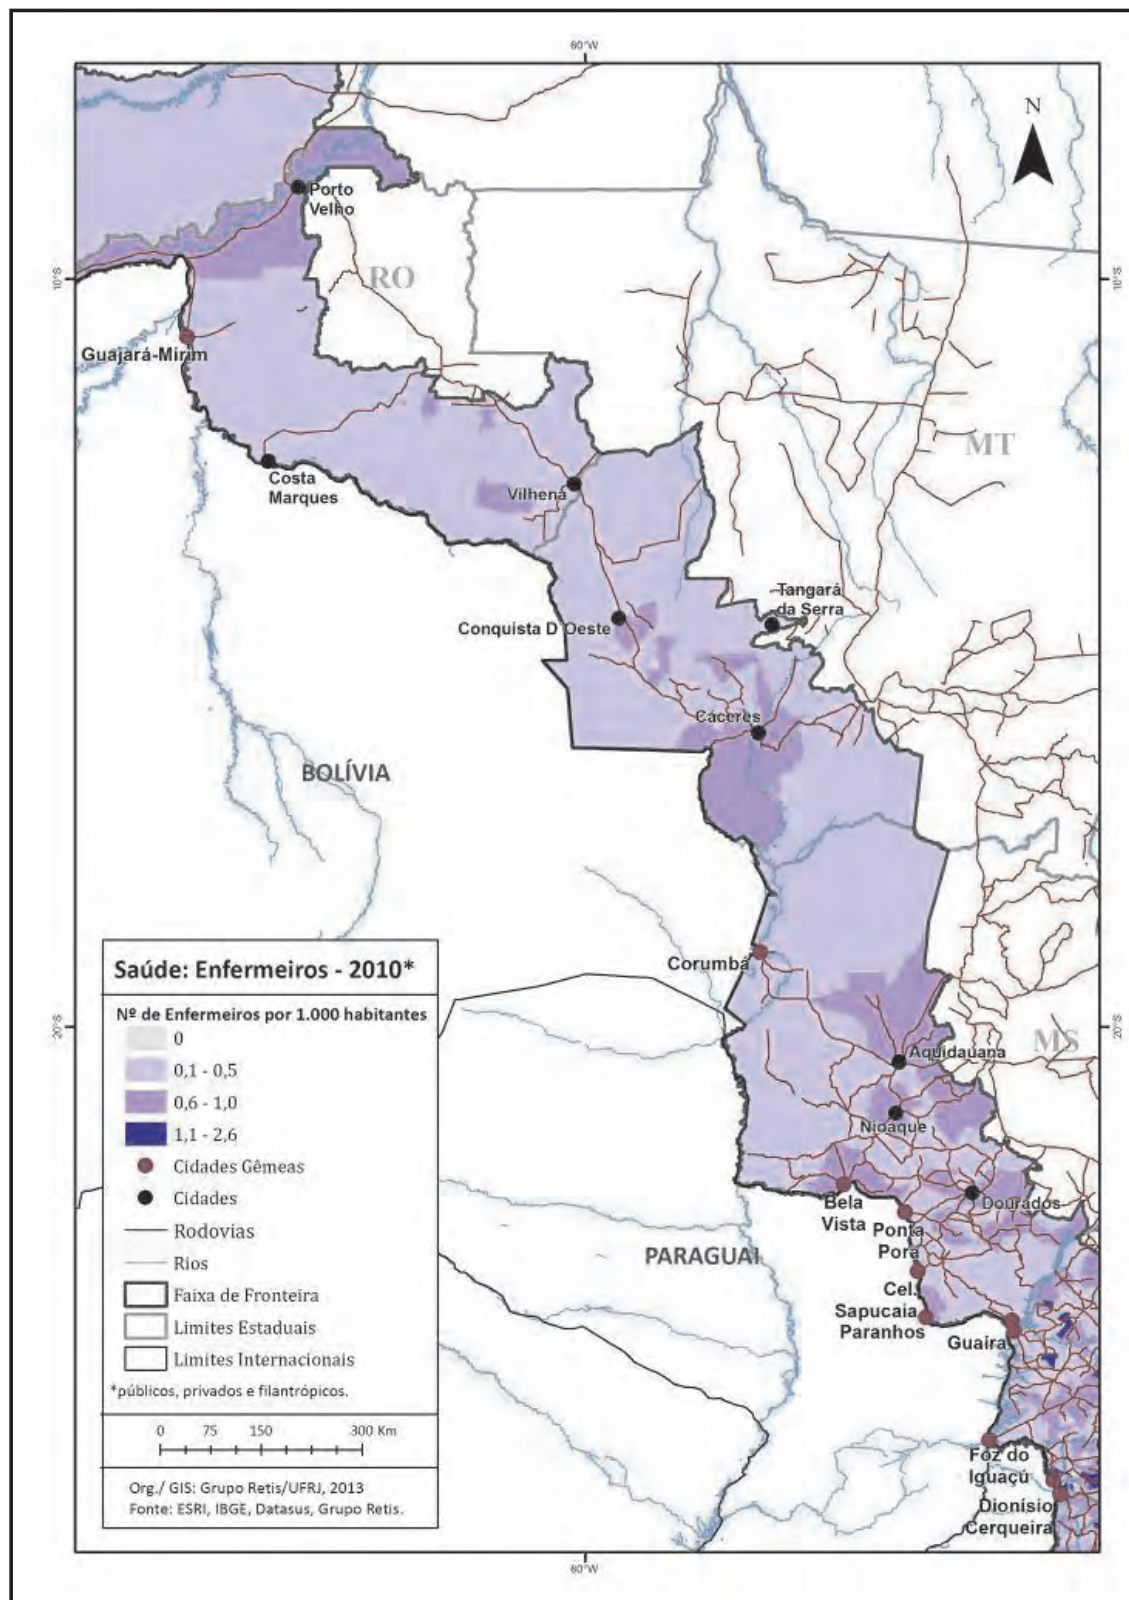 60°W
N
Porto
Velho
RO
10°S
10°S
Guajará-Mirim
MT
Costa
Marques
Vilhena
Tangará
da Serra
Conquista D'Oeste
Cáceres
BOLÍVIA
Corumbá
Saúde: Enfermeiros - 2010*
Nº de Enfermeiros por 1.000 habitantes
0
0,1 - 0,5
0,6 - 1,0
1,1 - 2,6
Cidades Gêmeas
Cidades
Rodovias
Rios
Faixa de Fronteira
Limites Estaduais
Limites Internacionais
*públicos, privados e filantrópicos.
0 75 150 300 Km
Org./ GIS: Grupo Retis/UFRJ, 2013
Fonte: ESRI, IBGE, Datasus, Grupo Retis.
20°S
20°S
MS
Aquidauana
Nioaque
Bela
Vista
Dourados
Ponta
Pora
PARAGUAI
Cel.
Sapucaia
Paranhos
Guaíra
Foz do
Iguaçú
Dionísio
Cerqueira
60°W